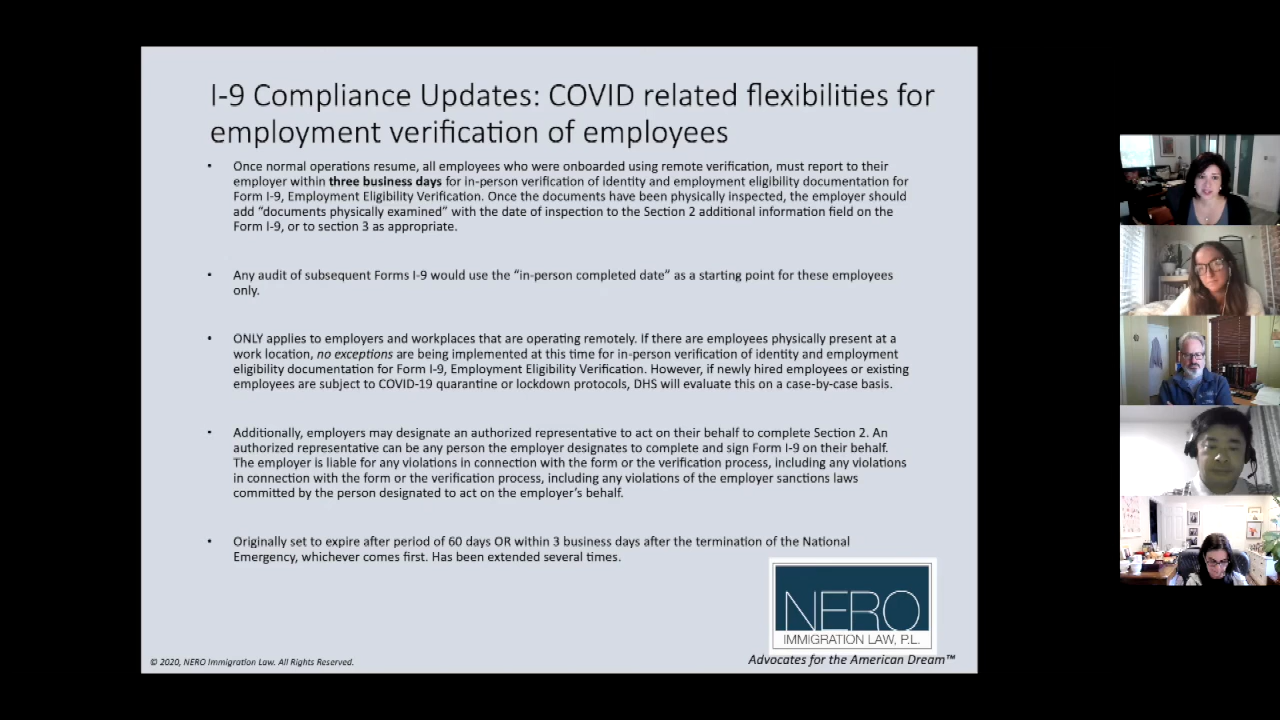 I-9 Compliance Updates: COVID related flexibilities for
employment verification of employees
• Once normal operations resume, all employees who were onboarded using remote verification, must report to their
employer within three business days for in-person verification of identity and employment eligibility documentation for
Form I-9, Employment Eligibility Verification. Once the documents have been physically inspected, the employer should
add “documents physically examined” with the date of inspection to the Section 2 additional information field on the
Form I-9, or to section 3 as appropriate.
• Any audit of subsequent Forms I-9 would use the “in-person completed date” as a starting point for these employees
only.
• ONLY applies to employers and workplaces that are operating remotely. If there are employees physically present at a
work location, no exceptions are being implemented at this time for in-person verification of identity and employment
eligibility documentation for Form I-9, Employment Eligibility Verification. However, if newly hired employees or existing
employees are subject to COVID-19 quarantine or lockdown protocols, DHS will evaluate this on a case-by-case basis.
• Additionally, employers may designate an authorized representative to act on their behalf to complete Section 2. An
authorized representative can be any person the employer designates to complete and sign Form I-9 on their behalf.
The employer is liable for any violations in connection with the form or the verification process, including any violations
in connection with the form or the verification process, including any violations of the employer sanctions laws
committed by the person designated to act on the employer’s behalf.
• Originally set to expire after period of 60 days OR within 3 business days after the termination of the National
Emergency, whichever comes first. Has been extended several times.
NERO
IMMIGRATION LAW, P.L.
Advocates for the American Dream™
© 2020, NERO Immigration Law. All Rights Reserved.